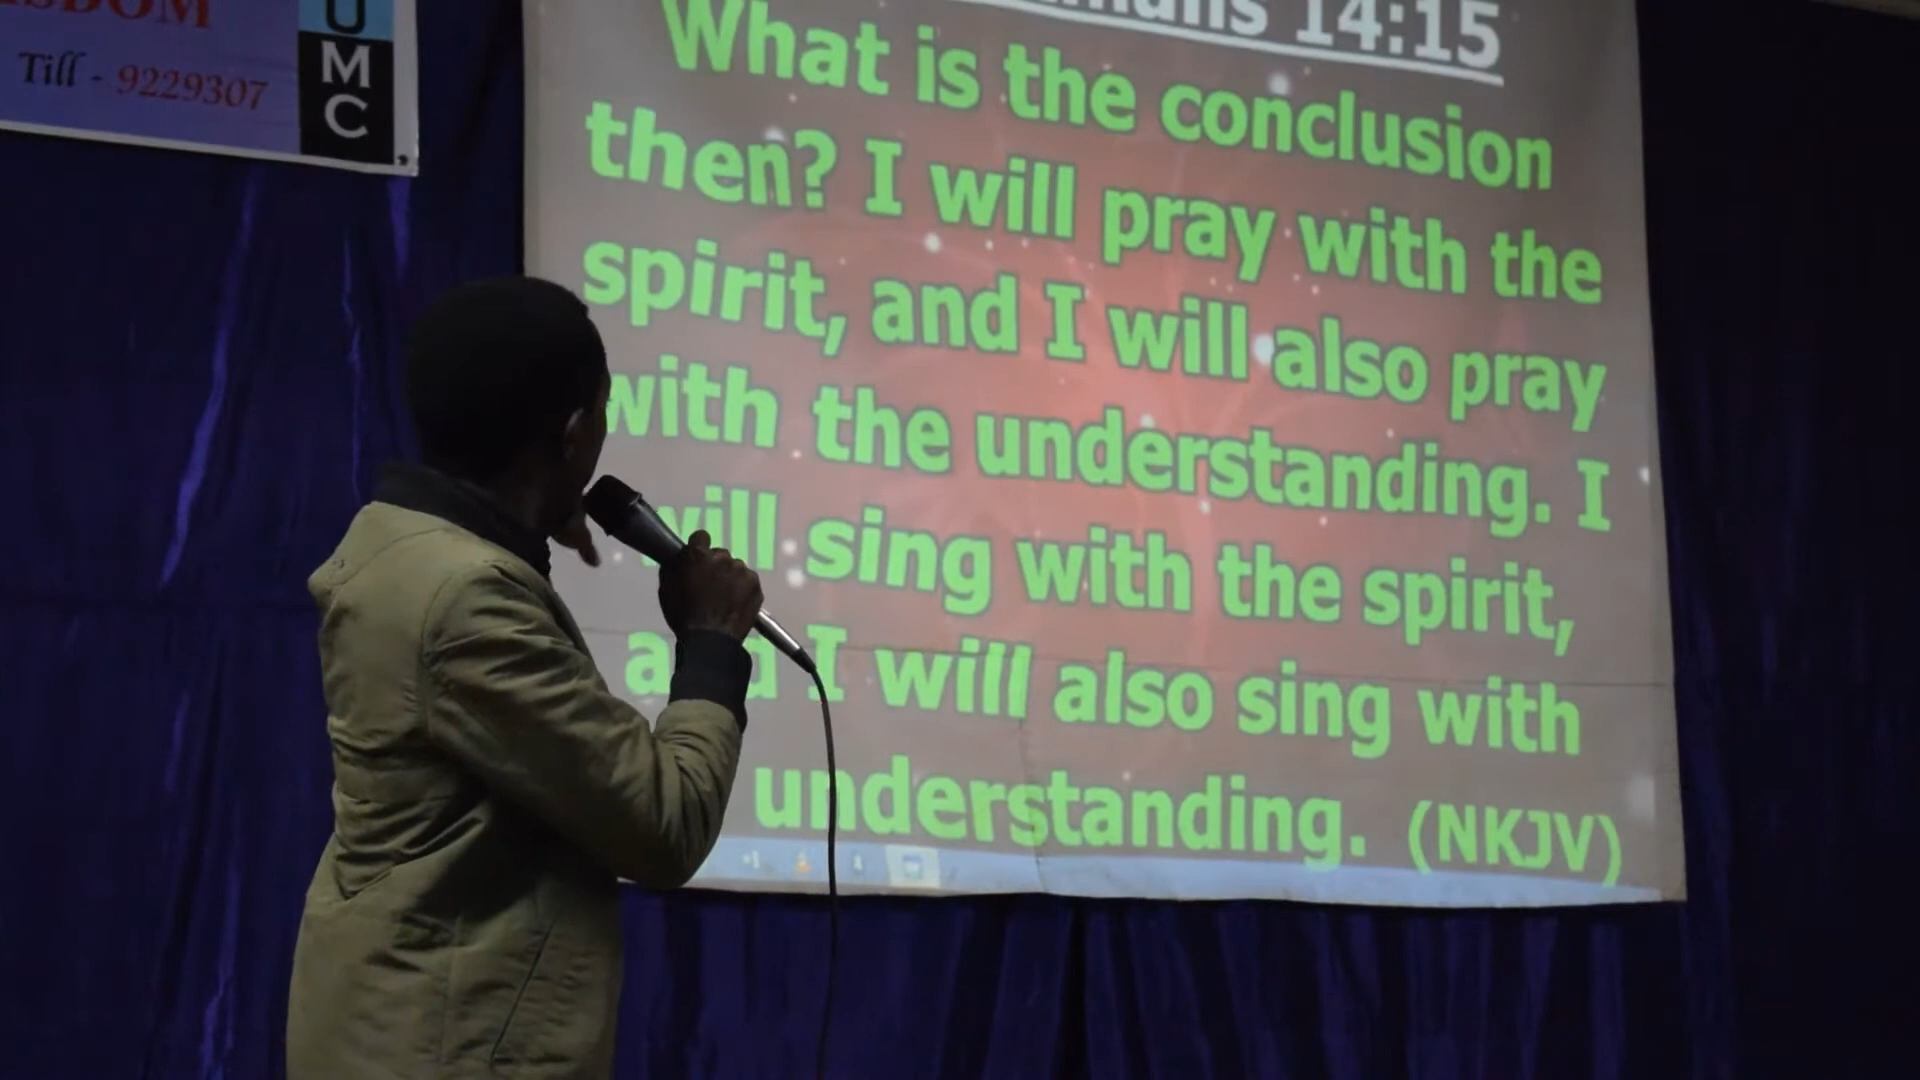 Till - 9229307
U
M
C
14:15
What is the conclusion
then? I will pray with the
spirit, and I will also pray
with the understanding. I
will sing with the spirit,
and I will also sing with
understanding. (NKJV)